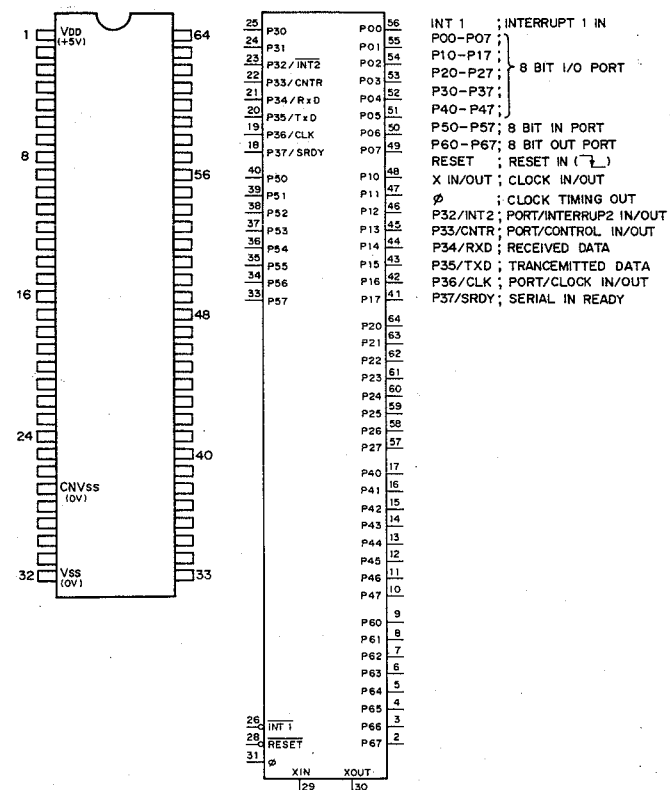 1 VDD 64
(+5V)
8
56
16
48
24
40
CNVss
(0V)
32 Vss 33
(0V)
25 P30
24 P31
23 P32/INT2
22 P33/CNTR
21 P34/RxD
20 P35/TxD
19 P36/CLK
18 P37/SRDY
40 P50
39 P51
38 P52
37 P53
36 P54
35 P55
34 P56
33 P57
26 INT 1
28 RESET
31 ø
XIN XOUT
29 30
P00 56
P01 55
P02 54
P03 53
P04 52
P05 51
P06 50
P07 49
P10 48
P11 47
P12 46
P13 45
P14 44
P15 43
P16 42
P17 41
P20 64
P21 63
P22 62
P23 61
P24 60
P25 59
P26 58
P27 57
P40 17
P41 16
P42 15
P43 14
P44 13
P45 12
P46 11
P47 10
P60 9
P61 8
P62 7
P63 6
P64 5
P65 4
P66 3
P67 2
INT 1 ; INTERRUPT 1 IN
P00-P07;
P10-P17;
P20-P27; 8 BIT I/O PORT
P30-P37;
P40-P47;
P50-P57; 8 BIT IN PORT
P60-P67; 8 BIT OUT PORT
RESET ; RESET IN ( )
X IN/OUT ; CLOCK IN/OUT
ø ; CLOCK TIMING OUT
P32/INT2 ; PORT/INTERRUP2 IN/OUT
P33/CNTR; PORT/CONTROL IN/OUT
P34/RXD ; RECEIVED DATA
P35/TXD ; TRANCEMITTED DATA
P36/CLK ; PORT/CLOCK IN/OUT
P37/SRDY ; SERIAL IN READY